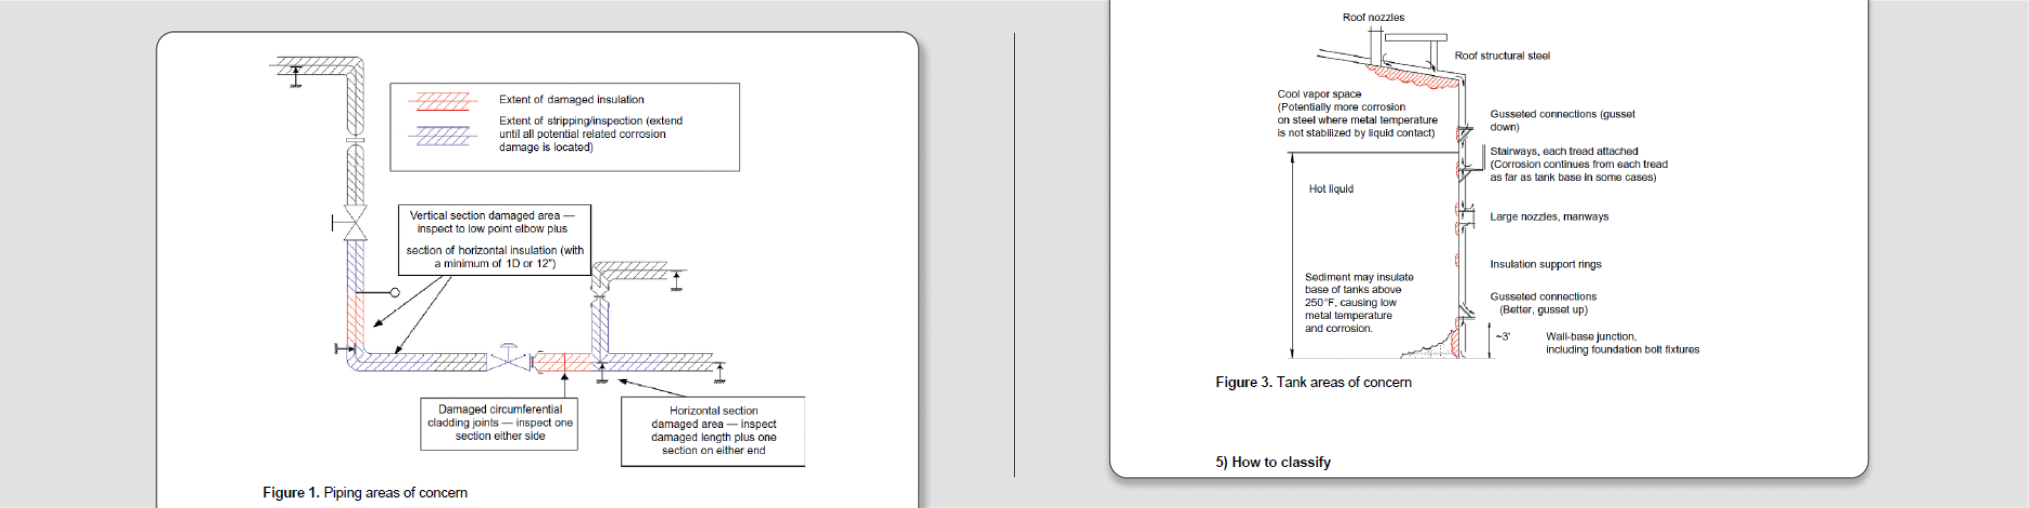 Extent of damaged insulation
Extent of stripping/inspection (extend
until all potential related corrosion
damage is located)
Vertical section damaged area —
inspect to low point elbow plus
section of horizontal insulation (with
a minimum of 1D or 12")
Damaged circumferential
cladding joints — inspect one
section either side
Horizontal section
damaged area — inspect
damaged length plus one
section on either end
Figure 1. Piping areas of concern
Roof nozzles
Roof structural steel
Cool vapor space
(Potentially more corrosion
on steel where metal temperature
is not stabilized by liquid contact)
Gusseted connections (gusset
down)
Stairways, each tread attached
(Corrosion continues from each tread
as far as tank base in some cases)
Hot liquid
Large nozzles, manways
Insulation support rings
Sediment may insulate
base of tanks above
250°F, causing low
metal temperature
and corrosion.
Gusseted connections
(Better, gusset up)
~3'
Wall-base junction,
including foundation bolt fixtures
Figure 3. Tank areas of concern
5) How to classify